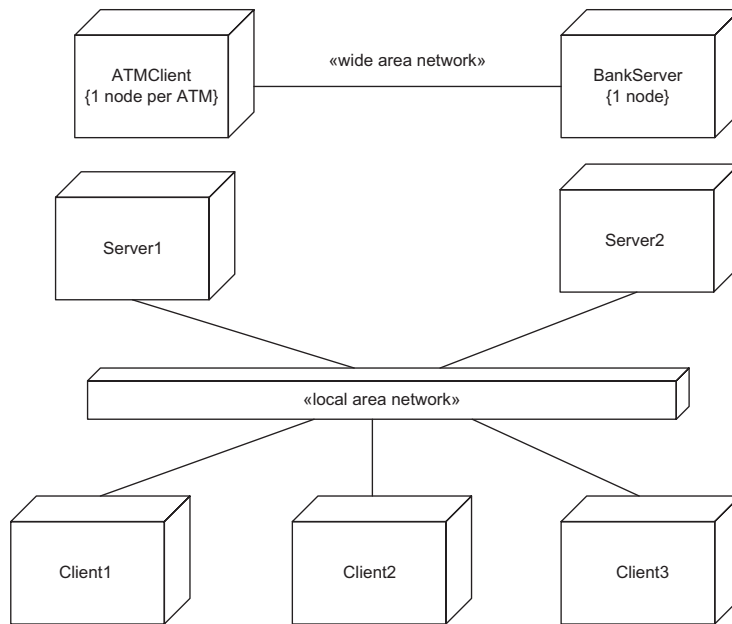 ATMClient
{1 node per ATM}
«wide area network»
BankServer
{1 node}
Server1
Server2
«local area network»
Client1
Client2
Client3